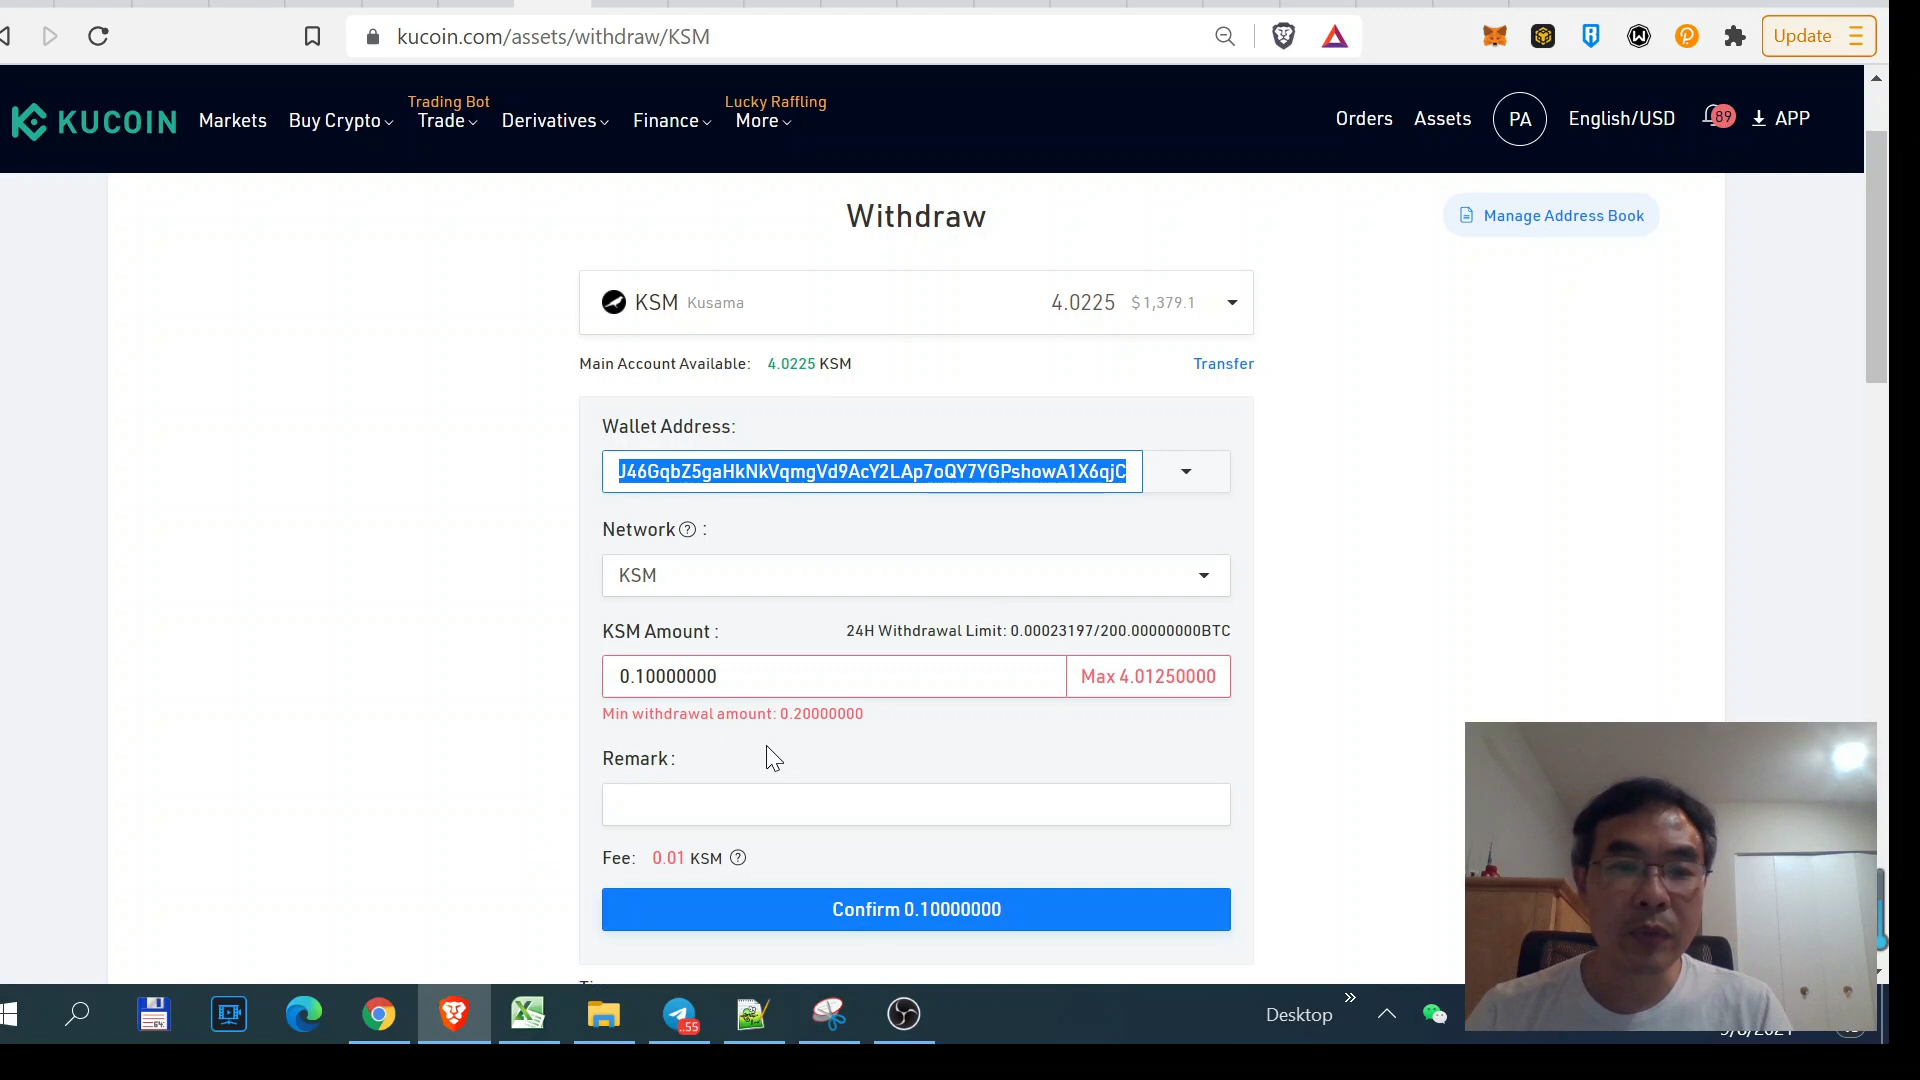 kucoin.com/assets/withdraw/KSM
Update
KUCOIN
Markets
Buy Crypto
Trading Bot
Trade
Derivatives
Finance
Lucky Raffling
More
Orders
Assets
PA
English/USD
89
APP
Withdraw
Manage Address Book
KSM Kusama
4.0225 $1,379.1
Main Account Available: 4.0225 KSM
Transfer
Wallet Address:
J46GqbZ5gaHkNkVqmgVd9AcY2LAp7oQY7YGPshowA1X6qjC
Network ? :
KSM
KSM Amount :
24H Withdrawal Limit: 0.00023197/200.00000000BTC
0.10000000
Max 4.01250000
Min withdrawal amount: 0.20000000
Remark :
Fee: 0.01 KSM ?
Confirm 0.10000000
64
..55
Desktop